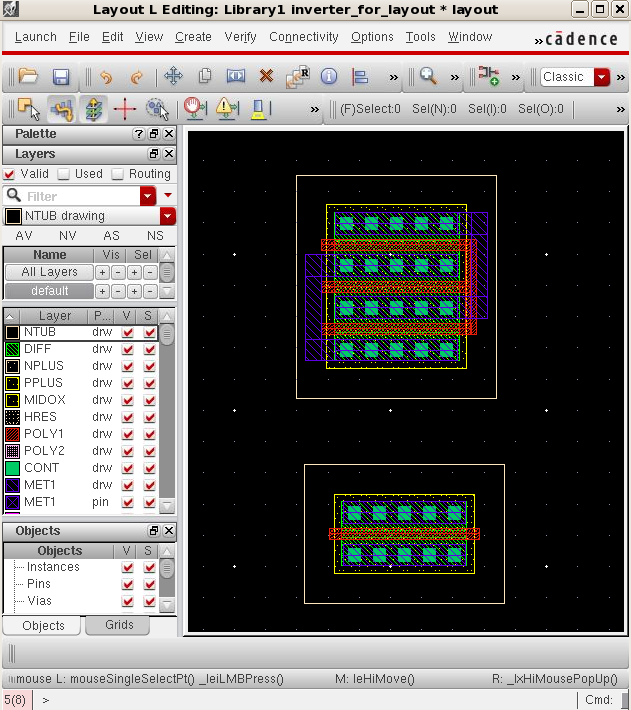 Layout L Editing: Library1 inverter_for_layout * layout
Launch File Edit View Create Verify Connectivity Options Tools Window » cādence
» » » Classic »
» (F)Select:0 Sel(N):0 Sel(I):0 Sel(O):0 »
Palette ?
Layers
Valid Used Routing
Filter
NTUB drawing
AV NV AS NS
Name Vis Sel
All Layers + - + -
default + - + -
Layer P... V S
NTUB drw
DIFF drw
NPLUS drw
PPLUS drw
MIDOX drw
HRES drw
POLY1 drw
POLY2 drw
CONT drw
MET1 drw
MET1 pin
Objects
Objects V S
Instances
Pins
Vias
Objects Grids
mouse L: mouseSingleSelectPt() _leiLMBPress() M: leHiMove() R: _lxHiMousePopUp()
5(8) > Cmd: